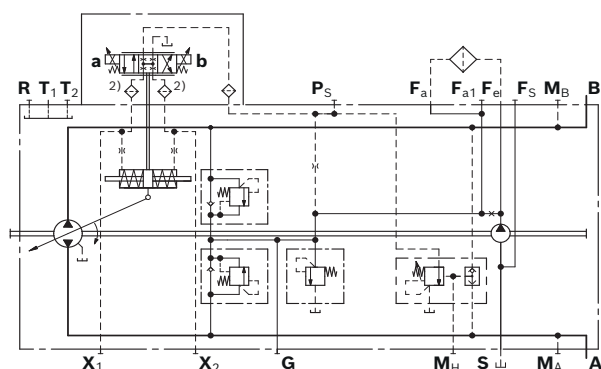 a b
2) 2)
R T1 T2 PS Fa Fa1 Fe FS MB B
X1 X2 G MH S MA A